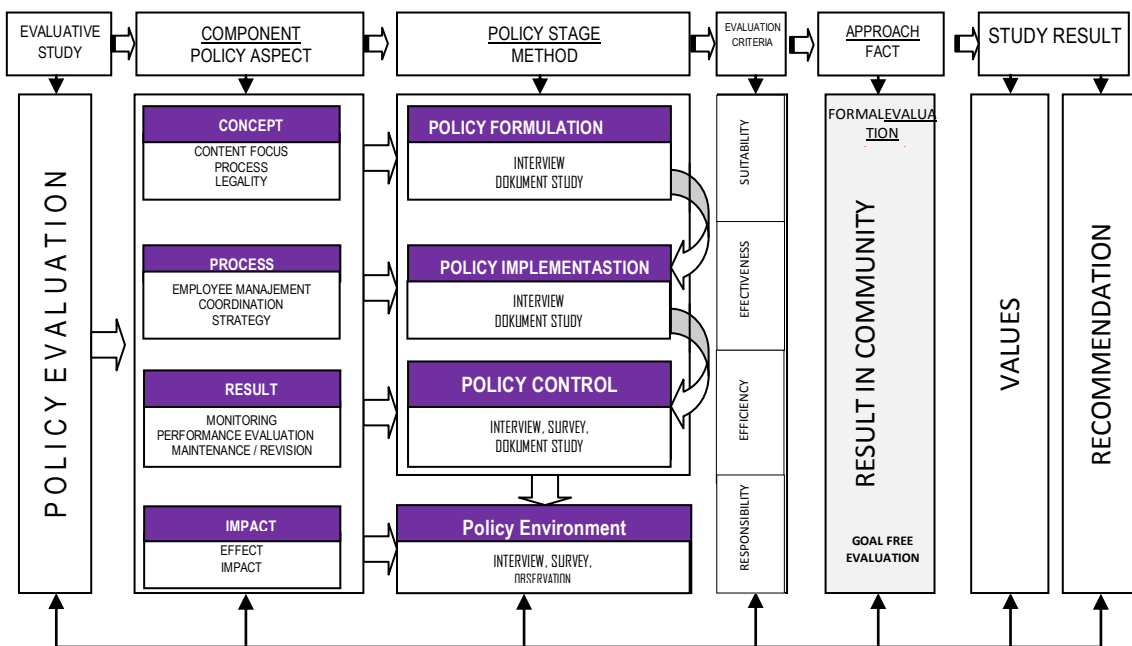 EVALUATIVE
STUDY
COMPONENT
POLICY ASPECT
POLICY STAGE
METHOD
EVALUATION
CRITERIA
APPROACH
FACT
STUDY RESULT
POLICY EVALUATION
CONCEPT
CONTENT FOCUS
PROCESS
LEGALITY
PROCESS
EMPLOYEE MANAJEMENT
COORDINATION
STRATEGY
RESULT
MONITORING
PERFORMANCE EVALUATION
MAINTENANCE / REVISION
IMPACT
EFFECT
IMPACT
POLICY FORMULATION
INTERVIEW
DOKUMENT STUDY
POLICY IMPLEMENTASTION
INTERVIEW
DOKUMENT STUDY
POLICY CONTROL
INTERVIEW, SURVEY,
DOKUMENT STUDY
Policy Environment
INTERVIEW, SURVEY,
OBSERVATION
SUITABILITY
EFFECTIVENESS
EFFICIENCY
RESPONSIBILITY
FORMALEVALUA
TION
RESULT IN COMMUNITY
GOAL FREE
EVALUATION
VALUES
RECOMMENDATION